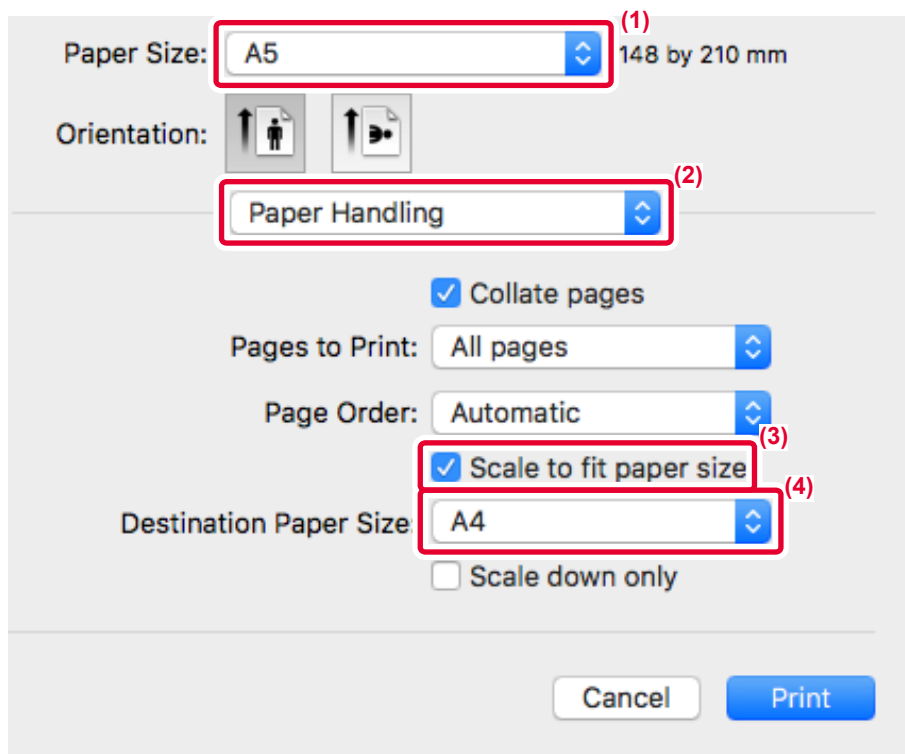 (1)
Paper Size: A5 148 by 210 mm
Orientation:
(2)
Paper Handling
Collate pages
Pages to Print: All pages
Page Order: Automatic
(3)
Scale to fit paper size
(4)
Destination Paper Size: A4
Scale down only
Cancel Print